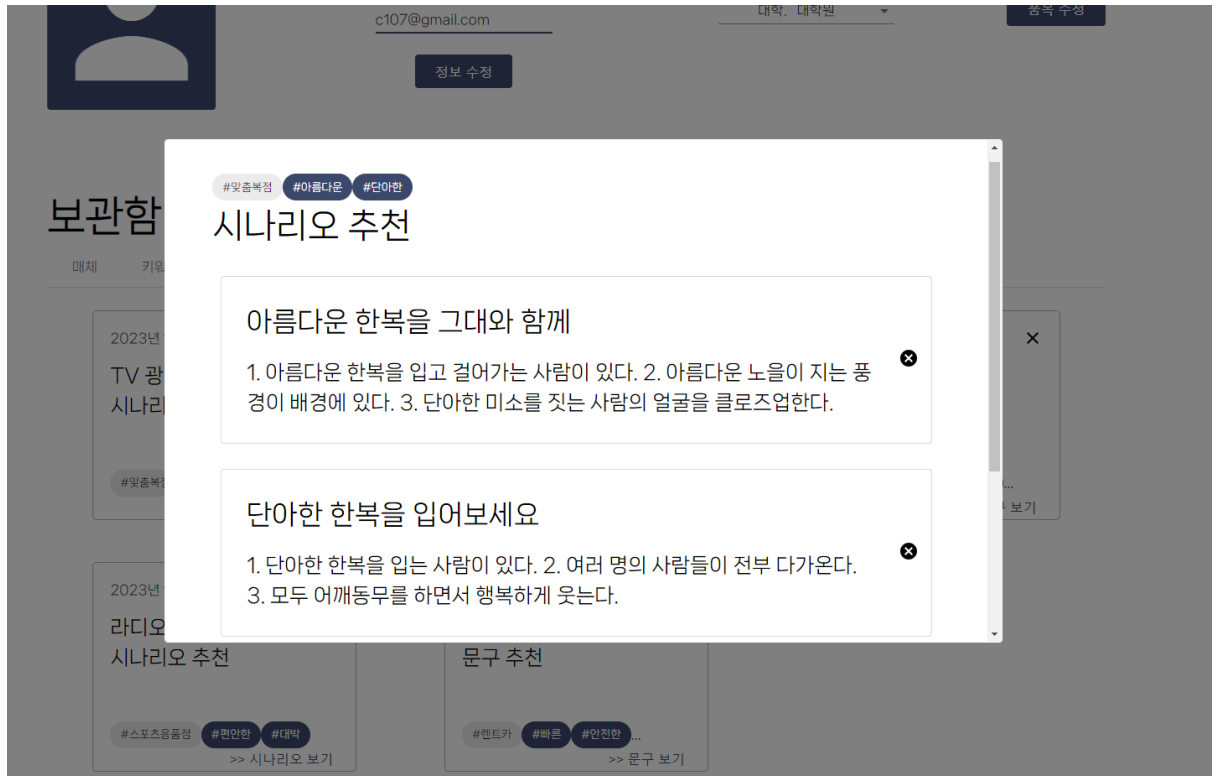 c107@gmail.com
대학, 대학원
품목 수정
정보 수정
보관함
매체
#맞춤복점 #아름다운 #단아한
시나리오 추천
아름다운 한복을 그대와 함께
1. 아름다운 한복을 입고 걸어가는 사람이 있다. 2. 아름다운 노을이 지는 풍
경이 배경에 있다. 3. 단아한 미소를 짓는 사람의 얼굴을 클로즈업한다.
단아한 한복을 입어보세요
1. 단아한 한복을 입는 사람이 있다. 2. 여러 명의 사람들이 전부 다가온다.
3. 모두 어깨동무를 하면서 행복하게 웃는다.
2023년
TV 광
시나리
#맞춤복
보기
2023년
라디오
시나리오 추천
#스포츠용품점 #편안한 #대박
>> 시나리오 보기
문구 추천
#렌트카 #빠른 #안전한 ...
>> 문구 보기